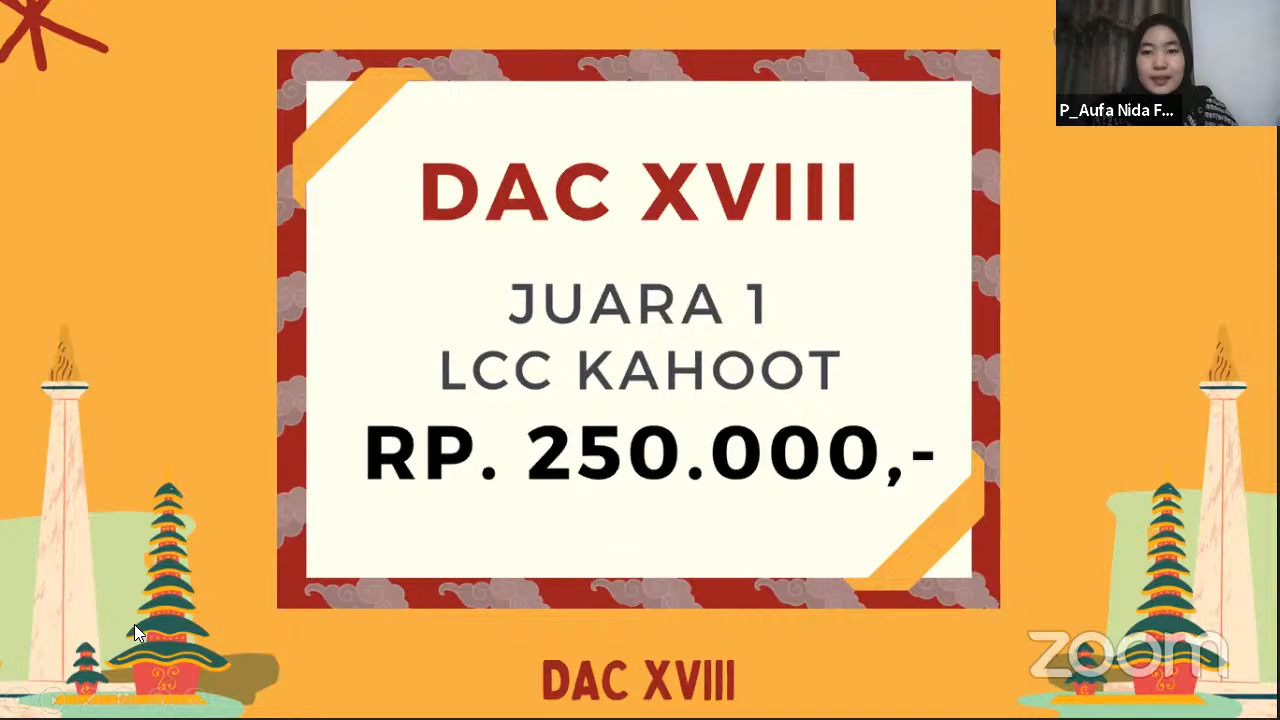 P_Aufa Nida F...
DAC XVIII
JUARA 1
LCC KAHOOT
RP. 250.000,-
DAC XVIII
zoom